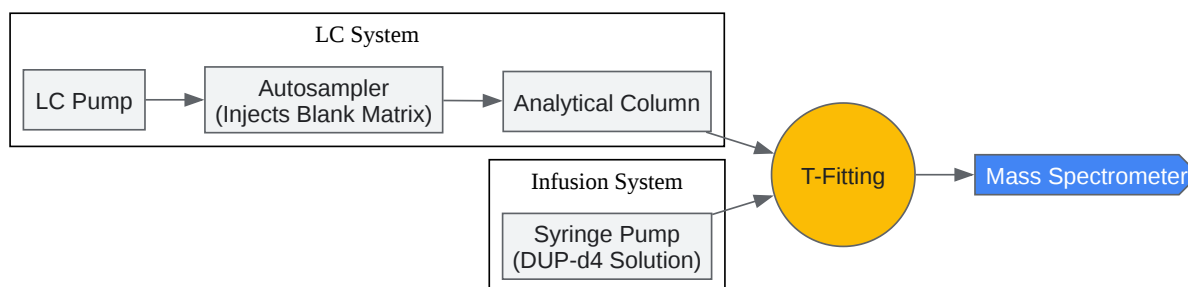 LC System
LC Pump
Autosampler
(Injects Blank Matrix)
Analytical Column
T-Fitting
Mass Spectrometer
Infusion System
Syringe Pump
(DUP-d4 Solution)